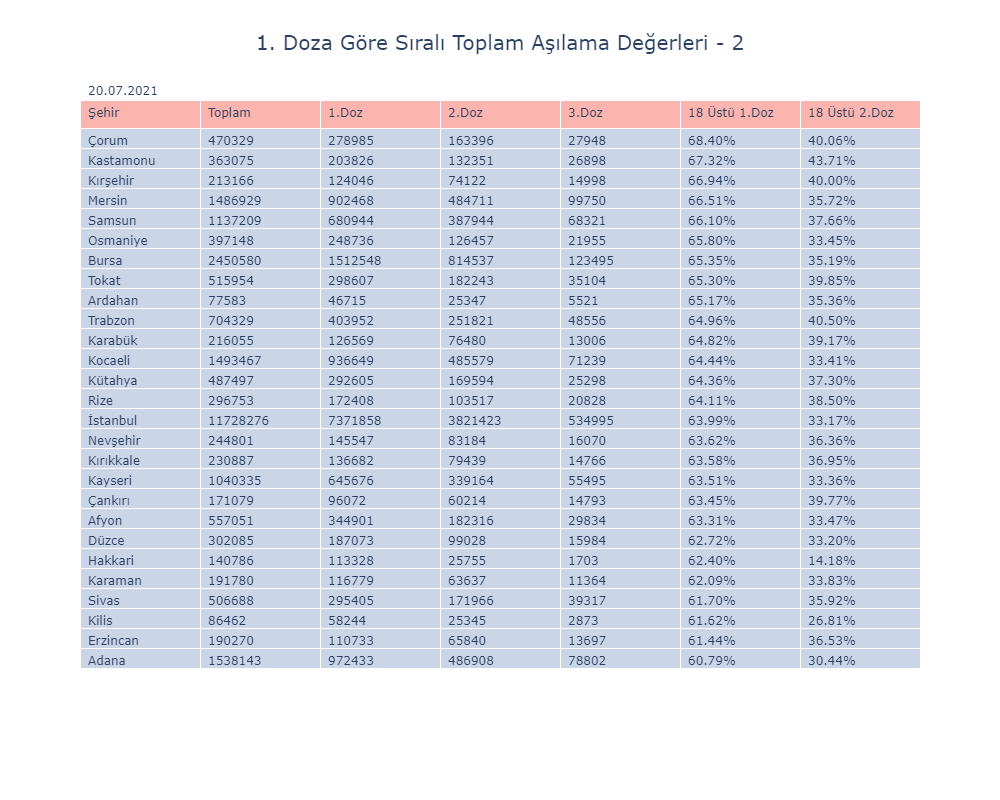 1. Doza Göre Sıralı Toplam Aşılama Değerleri - 2
20.07.2021
Şehir Toplam 1.Doz 2.Doz 3.Doz 18 Üstü 1.Doz 18 Üstü 2.Doz
Çorum 470329 278985 163396 27948 68.40% 40.06%
Kastamonu 363075 203826 132351 26898 67.32% 43.71%
Kırşehir 213166 124046 74122 14998 66.94% 40.00%
Mersin 1486929 902468 484711 99750 66.51% 35.72%
Samsun 1137209 680944 387944 68321 66.10% 37.66%
Osmaniye 397148 248736 126457 21955 65.80% 33.45%
Bursa 2450580 1512548 814537 123495 65.35% 35.19%
Tokat 515954 298607 182243 35104 65.30% 39.85%
Ardahan 77583 46715 25347 5521 65.17% 35.36%
Trabzon 704329 403952 251821 48556 64.96% 40.50%
Karabük 216055 126569 76480 13006 64.82% 39.17%
Kocaeli 1493467 936649 485579 71239 64.44% 33.41%
Kütahya 487497 292605 169594 25298 64.36% 37.30%
Rize 296753 172408 103517 20828 64.11% 38.50%
İstanbul 11728276 7371858 3821423 534995 63.99% 33.17%
Nevşehir 244801 145547 83184 16070 63.62% 36.36%
Kırıkkale 230887 136682 79439 14766 63.58% 36.95%
Kayseri 1040335 645676 339164 55495 63.51% 33.36%
Çankırı 171079 96072 60214 14793 63.45% 39.77%
Afyon 557051 344901 182316 29834 63.31% 33.47%
Düzce 302085 187073 99028 15984 62.72% 33.20%
Hakkari 140786 113328 25755 1703 62.40% 14.18%
Karaman 191780 116779 63637 11364 62.09% 33.83%
Sivas 506688 295405 171966 39317 61.70% 35.92%
Kilis 86462 58244 25345 2873 61.62% 26.81%
Erzincan 190270 110733 65840 13697 61.44% 36.53%
Adana 1538143 972433 486908 78802 60.79% 30.44%